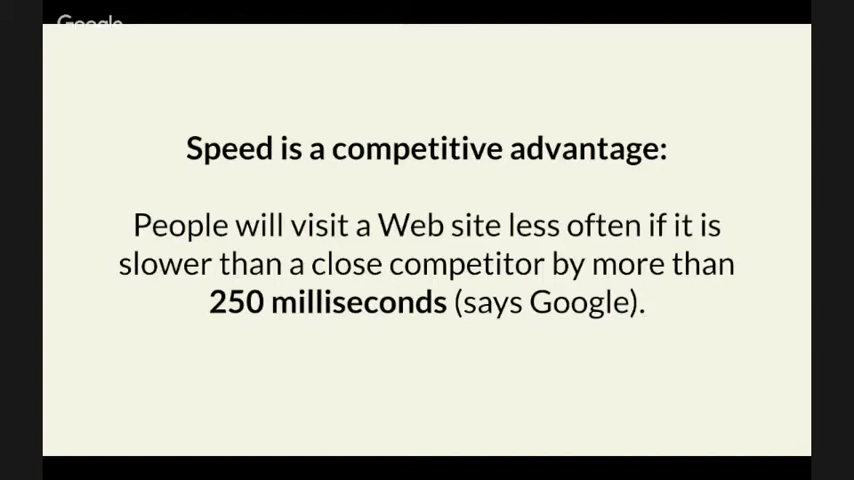 Google
Speed is a competitive advantage:
People will visit a Web site less often if it is
slower than a close competitor by more than
250 milliseconds (says Google).